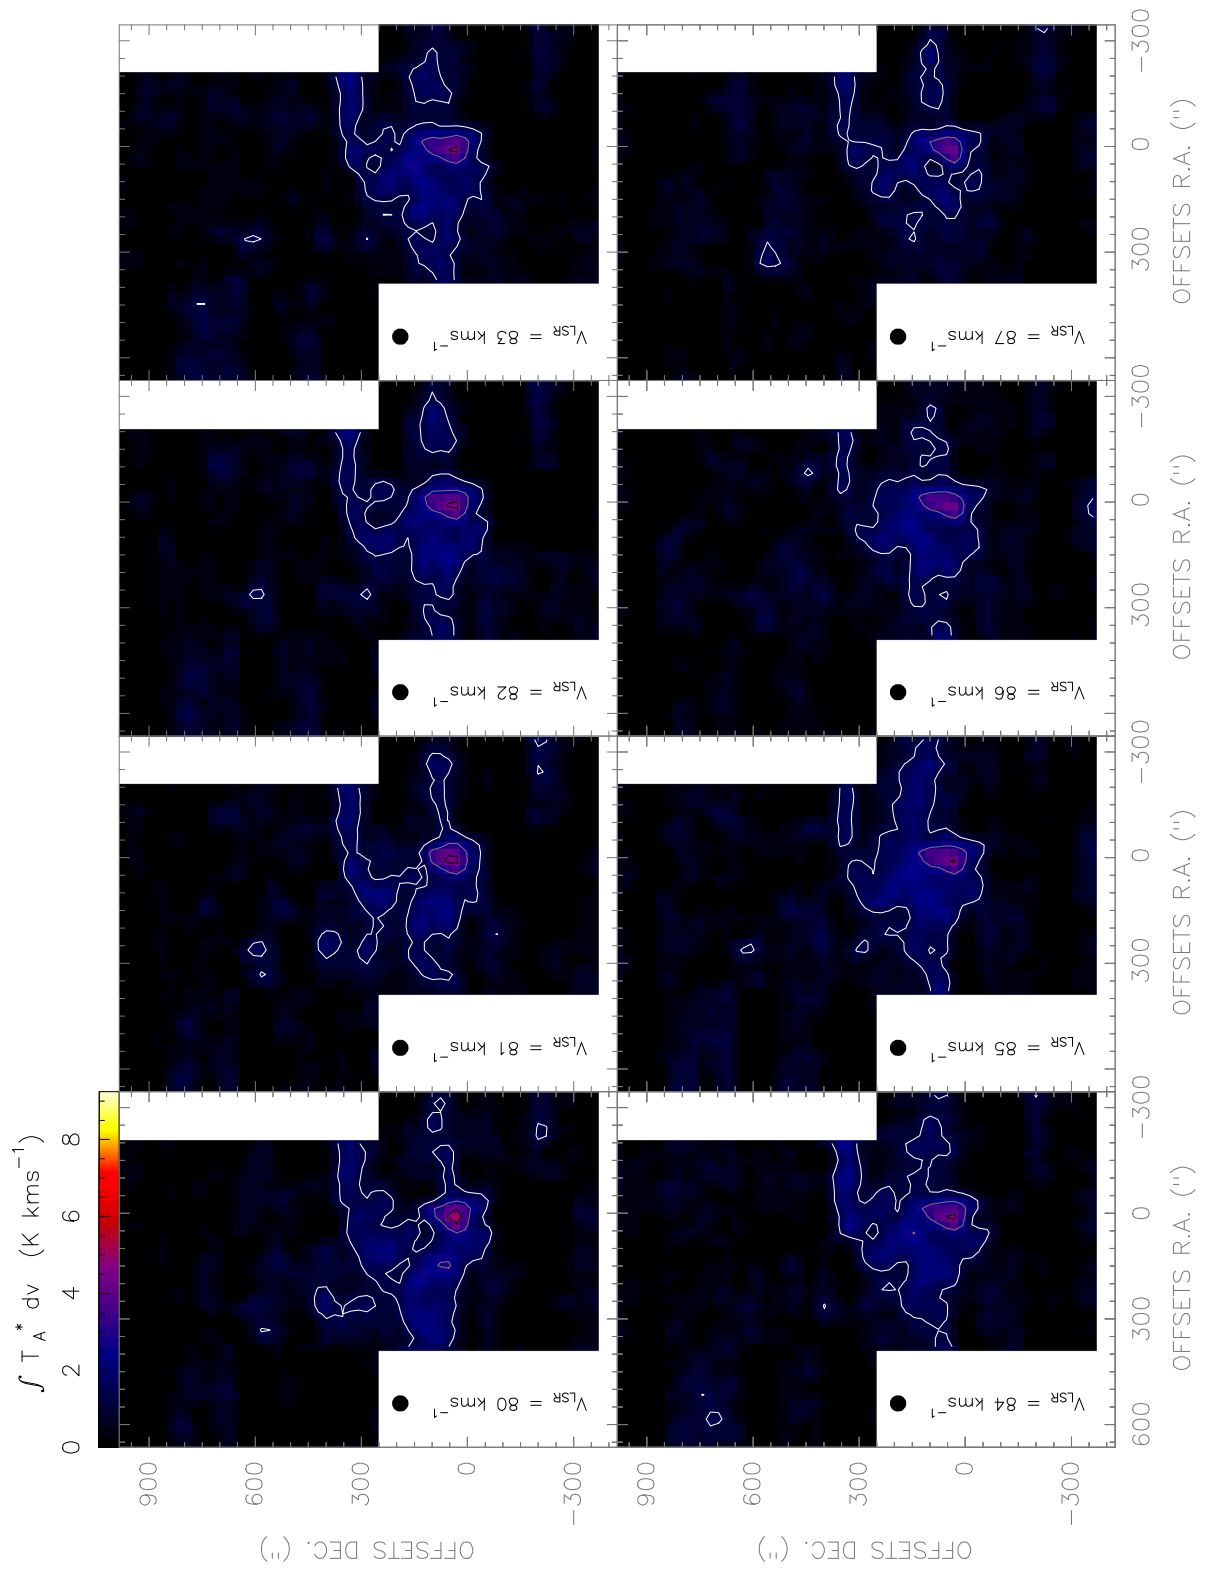 ∫ T_A^* dv (K kms^−1)
0 2 4 6 8
V_LSR = 80 kms^−1
V_LSR = 81 kms^−1
V_LSR = 82 kms^−1
V_LSR = 83 kms^−1
V_LSR = 84 kms^−1
V_LSR = 85 kms^−1
V_LSR = 86 kms^−1
V_LSR = 87 kms^−1
900
600
300
0
−300
OFFSETS DEC. ('')
900
600
300
0
−300
OFFSETS DEC. ('')
600 300 0 −300
OFFSETS R.A. ('')
300 0 −300
OFFSETS R.A. ('')
300 0 −300
OFFSETS R.A. ('')
300 0 −300
OFFSETS R.A. ('')